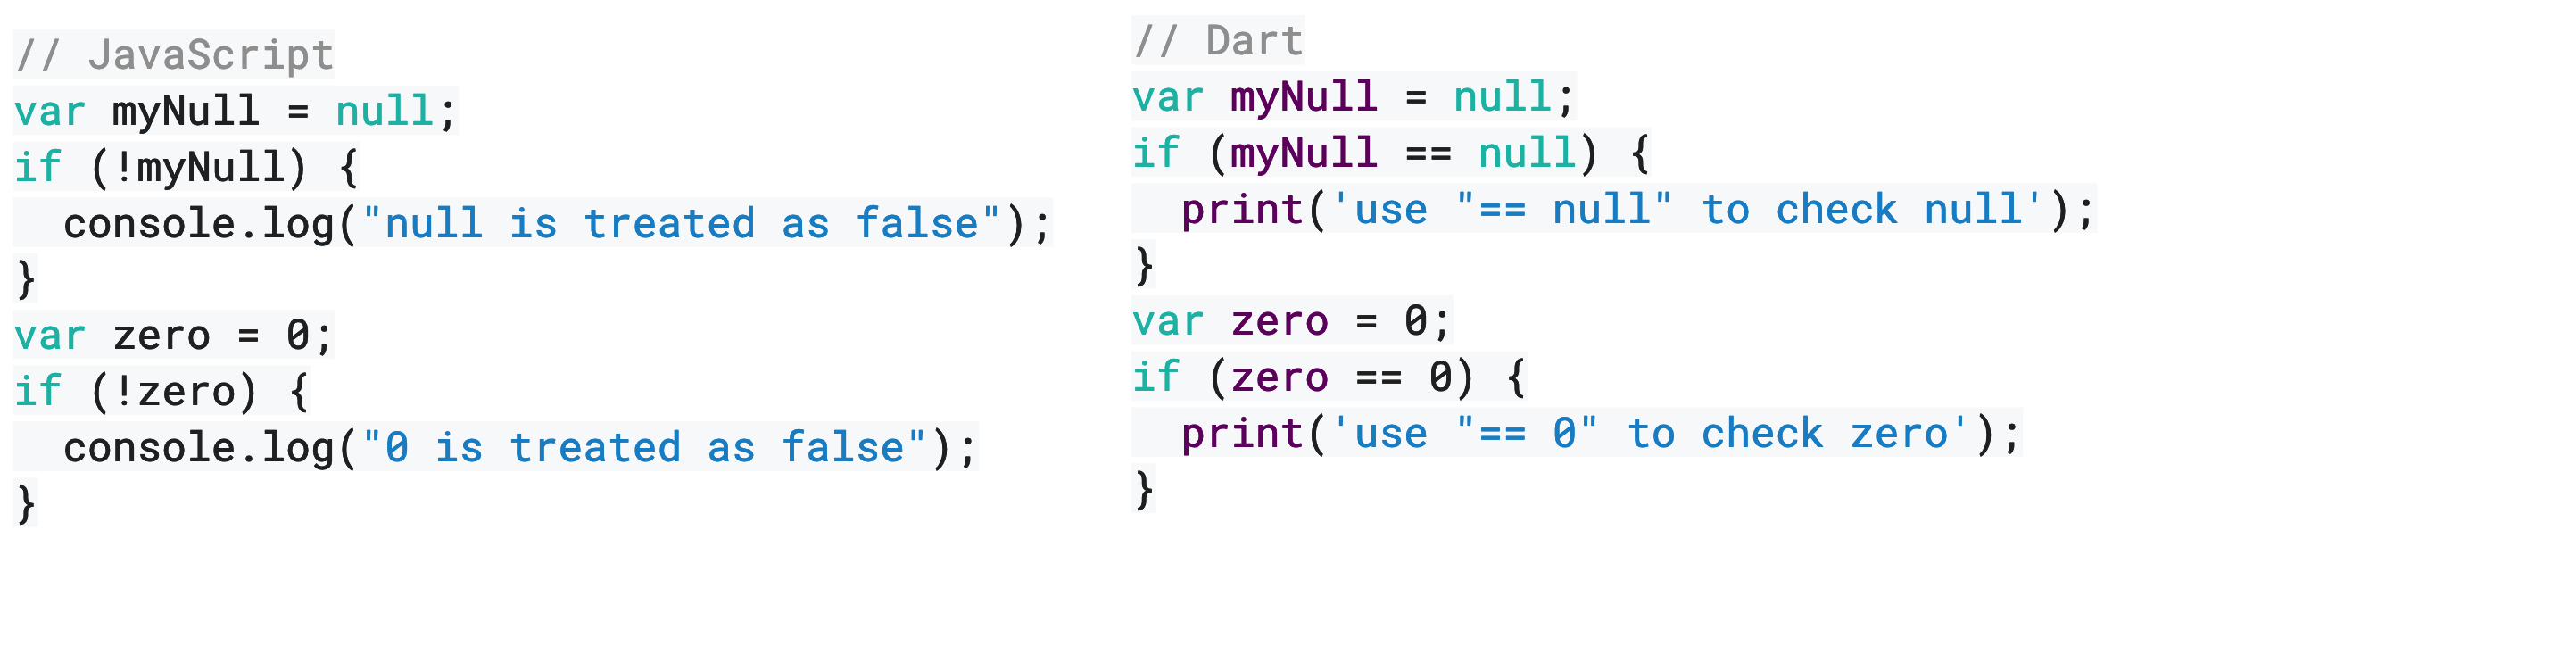 // JavaScript
var myNull = null;
if (!myNull) {
  console.log("null is treated as false");
}
var zero = 0;
if (!zero) {
  console.log("0 is treated as false");
}
// Dart
var myNull = null;
if (myNull == null) {
  print('use "== null" to check null');
}
var zero = 0;
if (zero == 0) {
  print('use "== 0" to check zero');
}